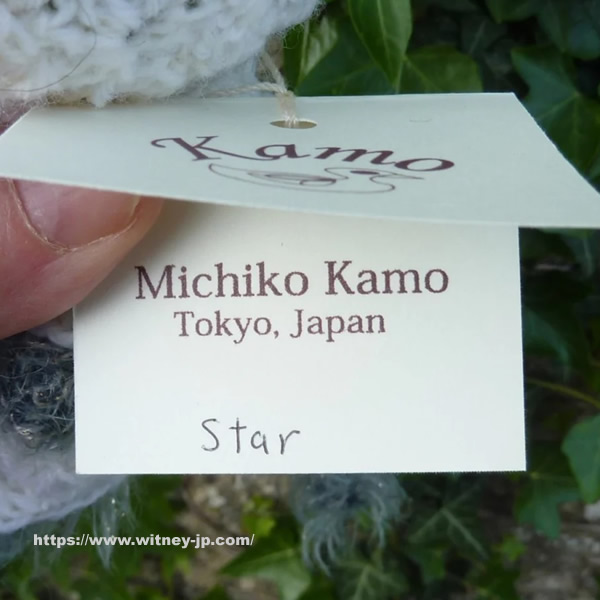 Kamo
Michiko Kamo
Tokyo, Japan
Star
https://www.witney-jp.com/